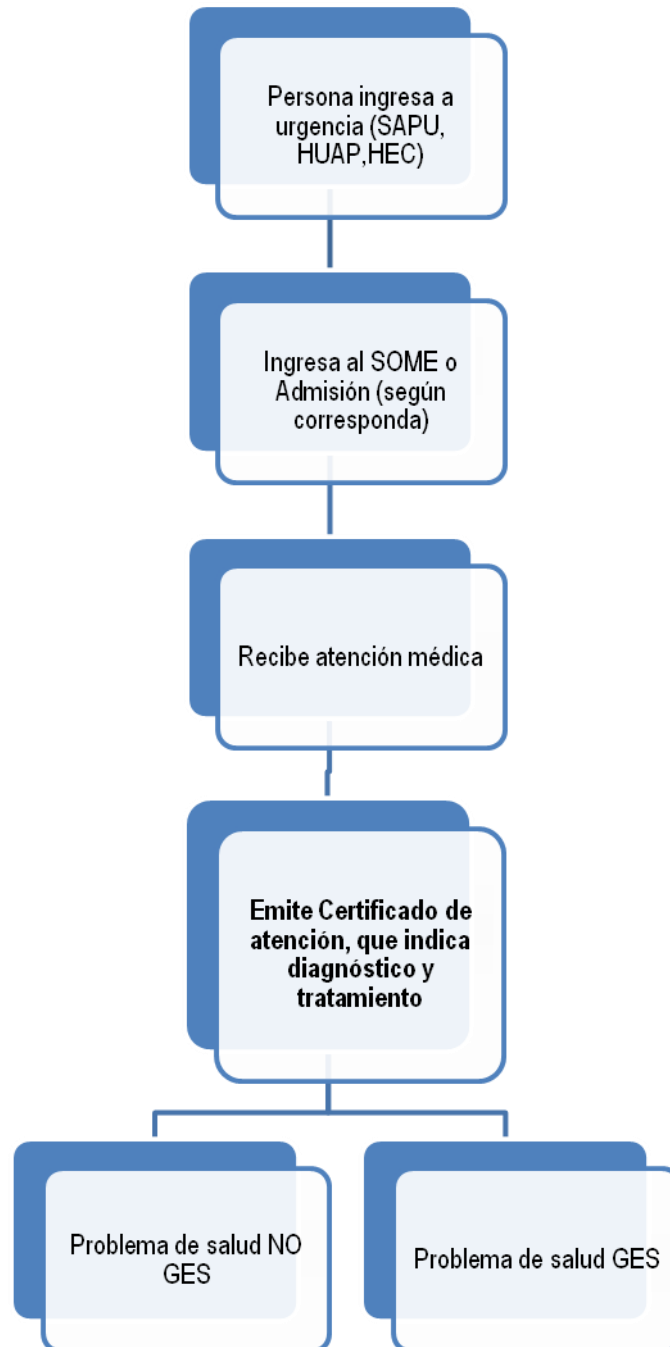 Persona ingresa a
urgencia (SAPU,
HUAP,HEC)
Ingresa al SOME o
Admisión (según
corresponda)
Recibe atención médica
Emite Certificado de
atención, que indica
diagnóstico y
tratamiento
Problema de salud NO
GES
Problema de salud GES